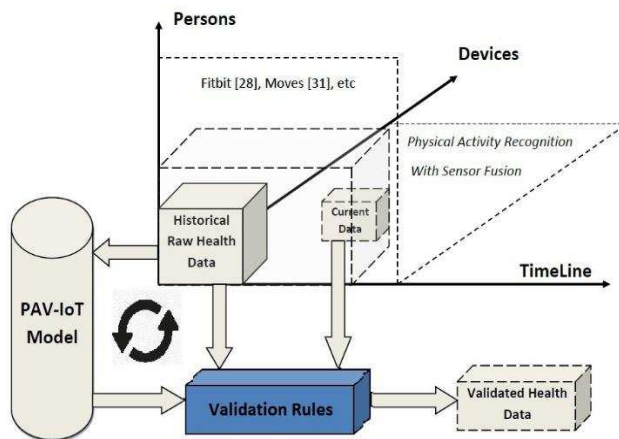 Persons
Devices
Fitbit [28], Moves [31], etc
Physical Activity Recognition
With Sensor Fusion
Historical
Raw Health
Data
Current
Data
TimeLine
PAV-IoT
Model
Validation Rules
Validated Health
Data